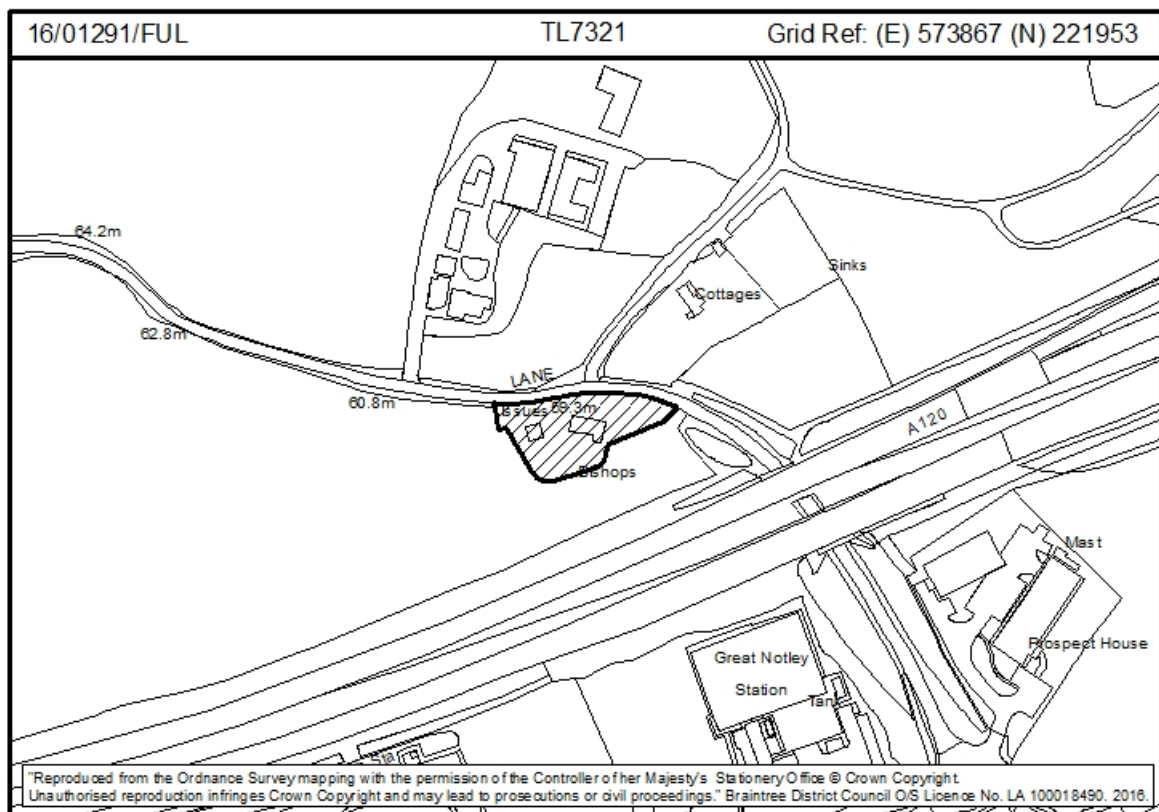 16/01291/FUL TL7321 Grid Ref: (E) 573867 (N) 221953
64.2m
Sinks
Cottages
62.8m
LANE
60.8m
Issues
59.3m
A120
Bishops
Mast
Prospect House
Great Notley
Station
Tank
Sta
"Reproduced from the Ordnance Survey mapping with the permission of the Controller of her Majesty's Stationery Office © Crown Copyright.
Unauthorised reproduction infringes Crown Copyright and may lead to prosecutions or civil proceedings." Braintree District Council O/S Licence No. LA 100018490. 2016.